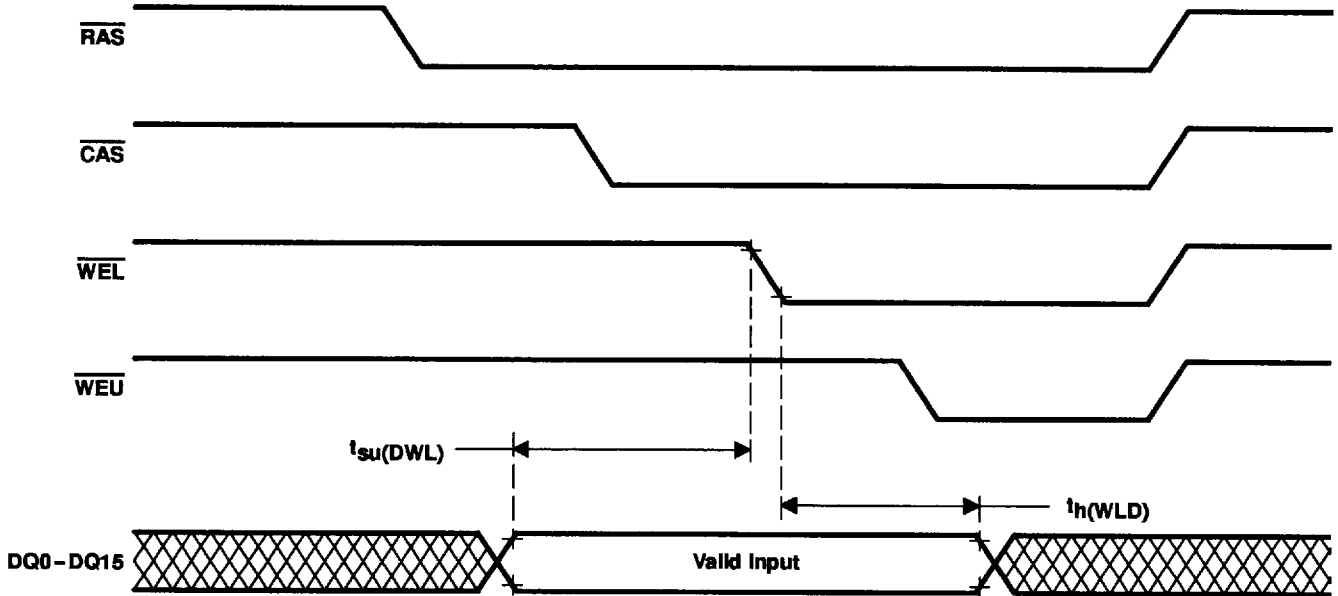 RAS
CAS
WEL
WEU
tsu(DWL)
th(WLD)
DQ0–DQ15 Valid Input